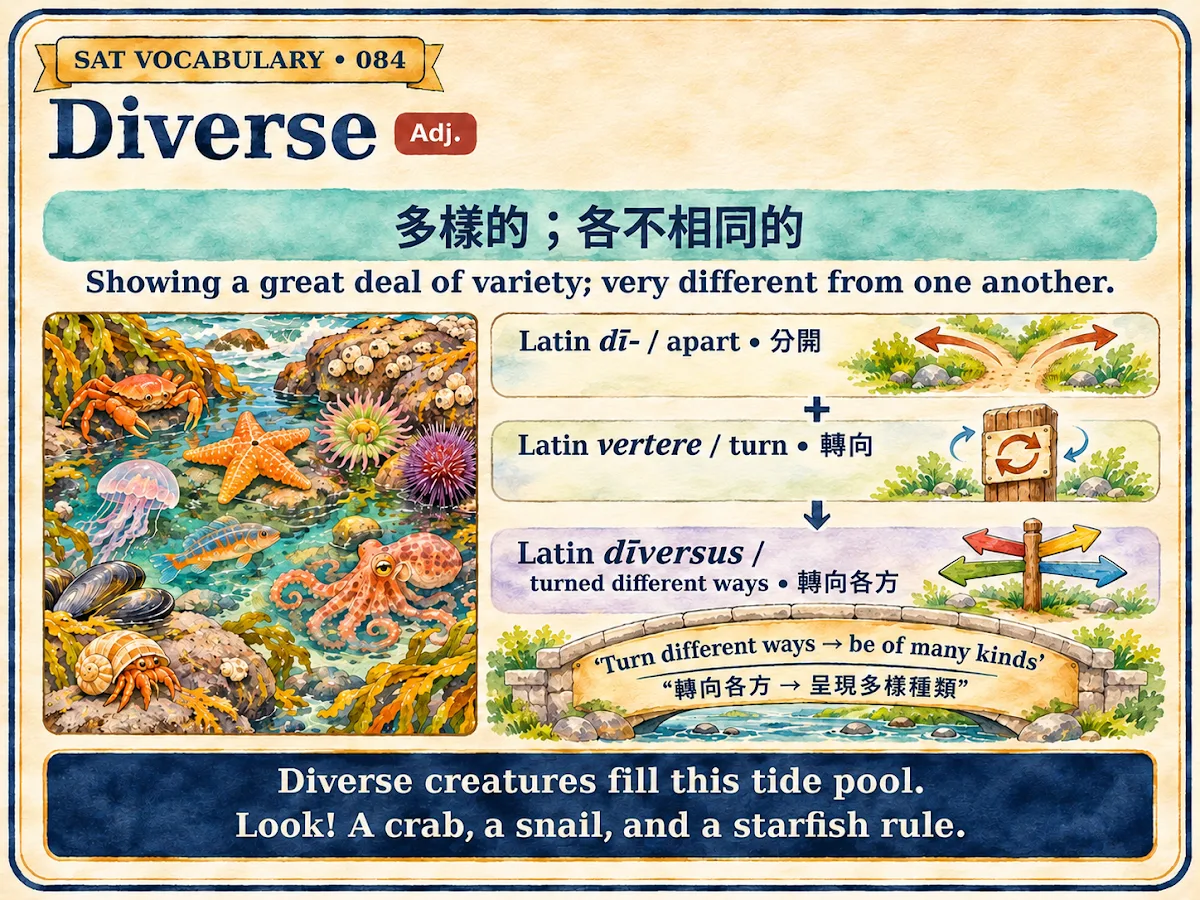 SAT VOCABULARY • 084
Diverse Adj.
多樣的；各不相同的
Showing a great deal of variety; very different from one another.
Latin dī- / apart • 分開
+
Latin vertere / turn • 轉向
Latin dīversus /
turned different ways • 轉向各方
‘Turn different ways → be of many kinds’
“轉向各方 → 呈現多樣種類”
Diverse creatures fill this tide pool.
Look! A crab, a snail, and a starfish rule.